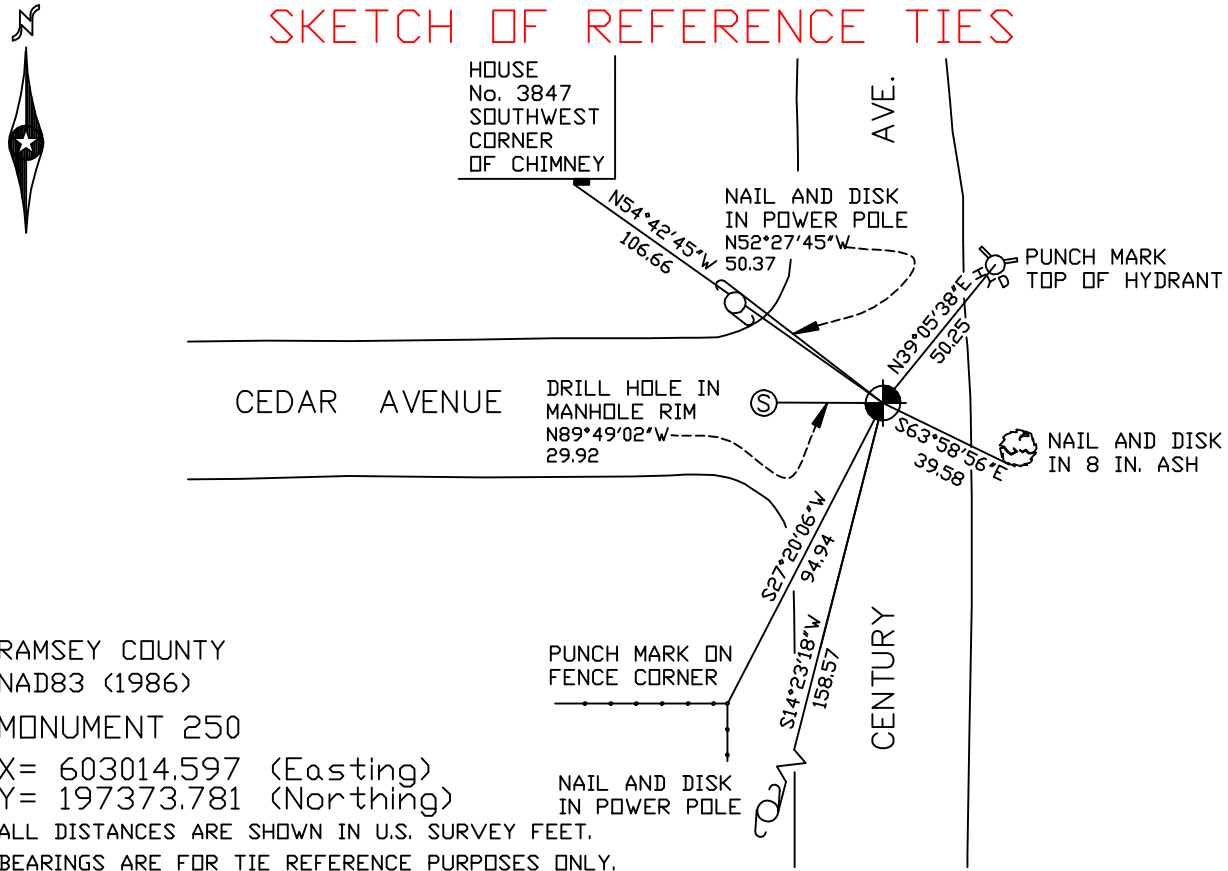 SKETCH OF REFERENCE TIES
N
HOUSE
No. 3847
SOUTHWEST
CORNER
OF CHIMNEY
AVE.
N54°42'45"W
106.66
NAIL AND DISK
IN POWER POLE
N52°27'45"W
50.37
PUNCH MARK
TOP OF HYDRANT
HYD
N39°05'38"E
50.25
CEDAR AVENUE
DRILL HOLE IN
MANHOLE RIM
N89°49'02"W
29.92
S
S63°58'56"E
39.58
NAIL AND DISK
IN 8 IN. ASH
S27°20'06"W
94.94
S14°23'18"W
158.57
CENTURY
PUNCH MARK ON
FENCE CORNER
NAIL AND DISK
IN POWER POLE
RAMSEY COUNTY
NAD83 (1986)
MONUMENT 250
X= 603014.597 (Easting)
Y= 197373.781 (Northing)
ALL DISTANCES ARE SHOWN IN U.S. SURVEY FEET.
BEARINGS ARE FOR TIE REFERENCE PURPOSES ONLY.